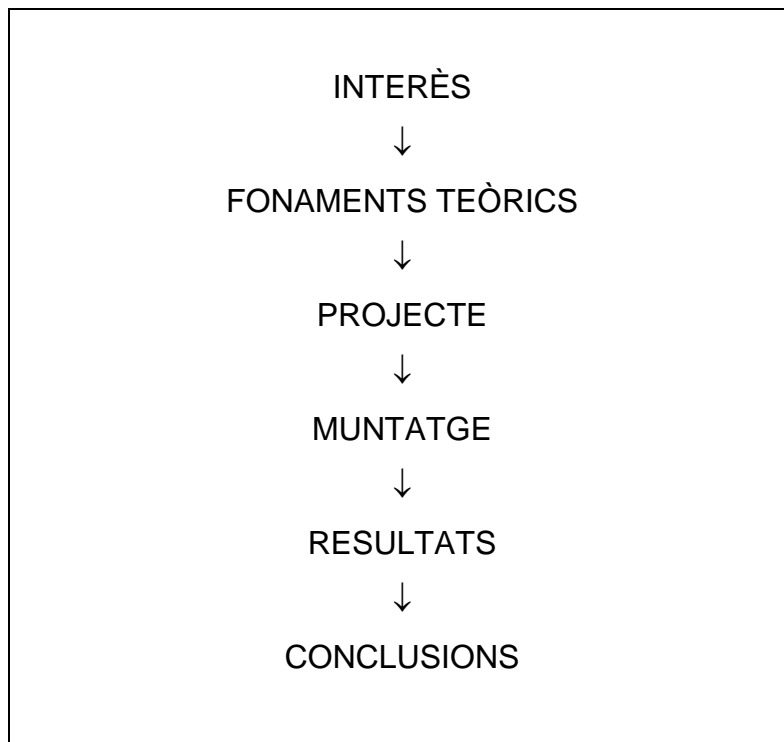 INTERÈS
↓
FONAMENTS TEÒRICS
↓
PROJECTE
↓
MUNTATGE
↓
RESULTATS
↓
CONCLUSIONS